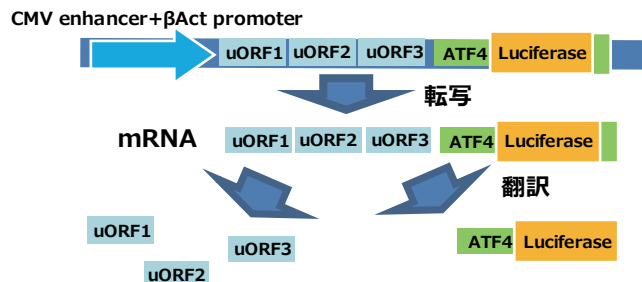 CMV enhancer+βAct promoter
uORF1 uORF2 uORF3 ATF4 Luciferase
転写
mRNA uORF1 uORF2 uORF3 ATF4 Luciferase
翻訳
uORF1
uORF2
uORF3
ATF4 Luciferase